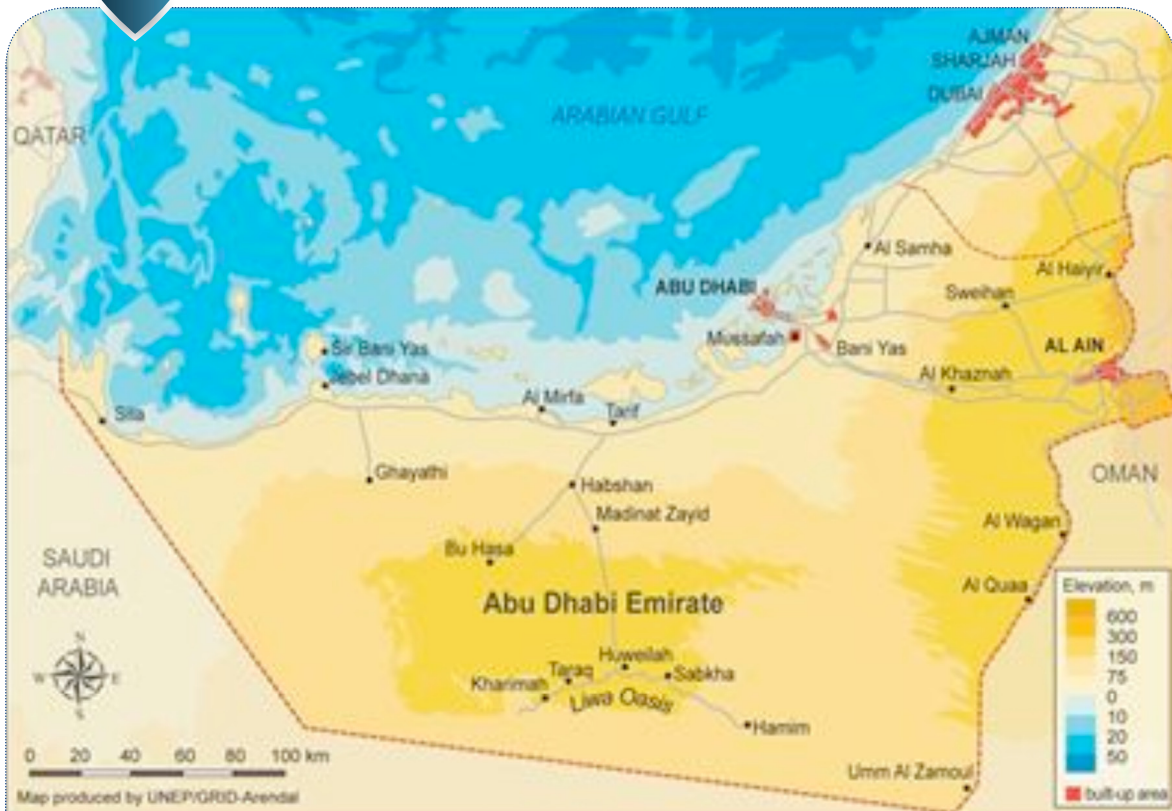 AJMAN
SHARJAH
DUBAI
ARABIAN GULF
QATAR
Al Samha
Al Haiyir
ABU DHABI
Sweihan
Mussafah
Bani Yas
AL AIN
Sir Bani Yas
Jebel Dhana
Al Khaznah
Al Mirfa
Sila
Tarif
Ghayathi
OMAN
Habshan
Madinat Zayid
Al Wagan
Bu Hasa
SAUDI
ARABIA
Al Quaa
Elevation, m
Abu Dhabi Emirate
600
300
150
75
0
10
20
50
built-up area
N
W E
S
Huweilah
Taraq
Sabkha
Kharimah
Liwa Oasis
Hamim
0 20 40 60 80 100 km
Umm Al Zamoul
Map produced by UNEP/GRID-Arendal